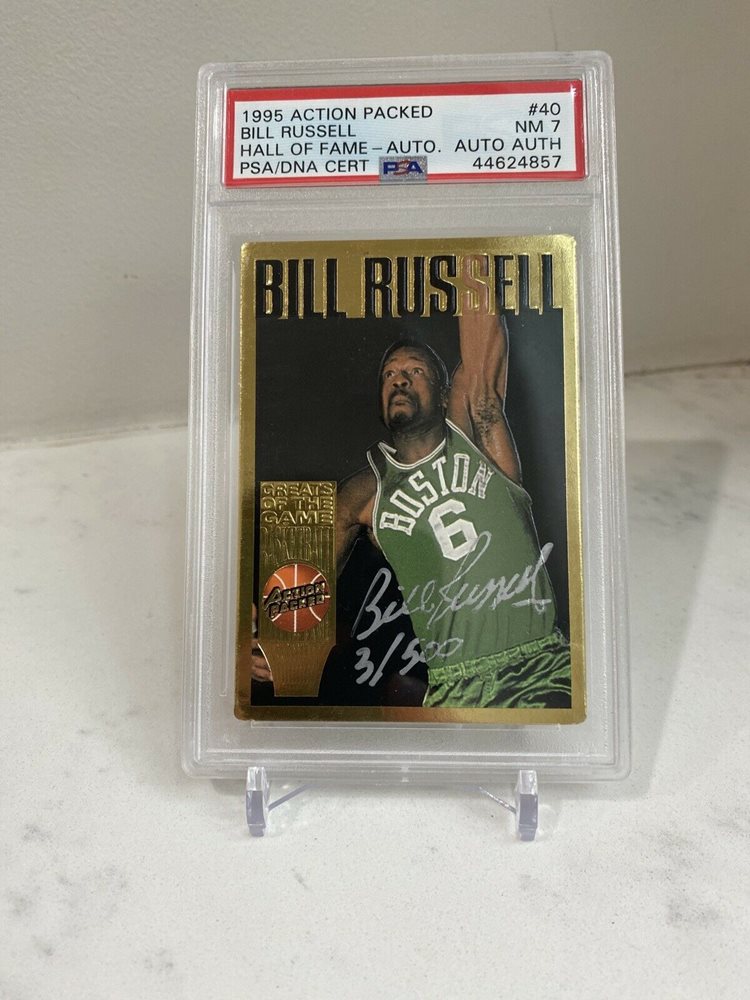 1995 ACTION PACKED #40
BILL RUSSELL NM 7
HALL OF FAME – AUTO. AUTO AUTH
PSA/DNA CERT PSA 44624857
BILL RUSSELL
BOSTON
6
GREATS
OF THE
GAME
BASKETBALL
ACTION
PACKED
Bill Russell
3/500